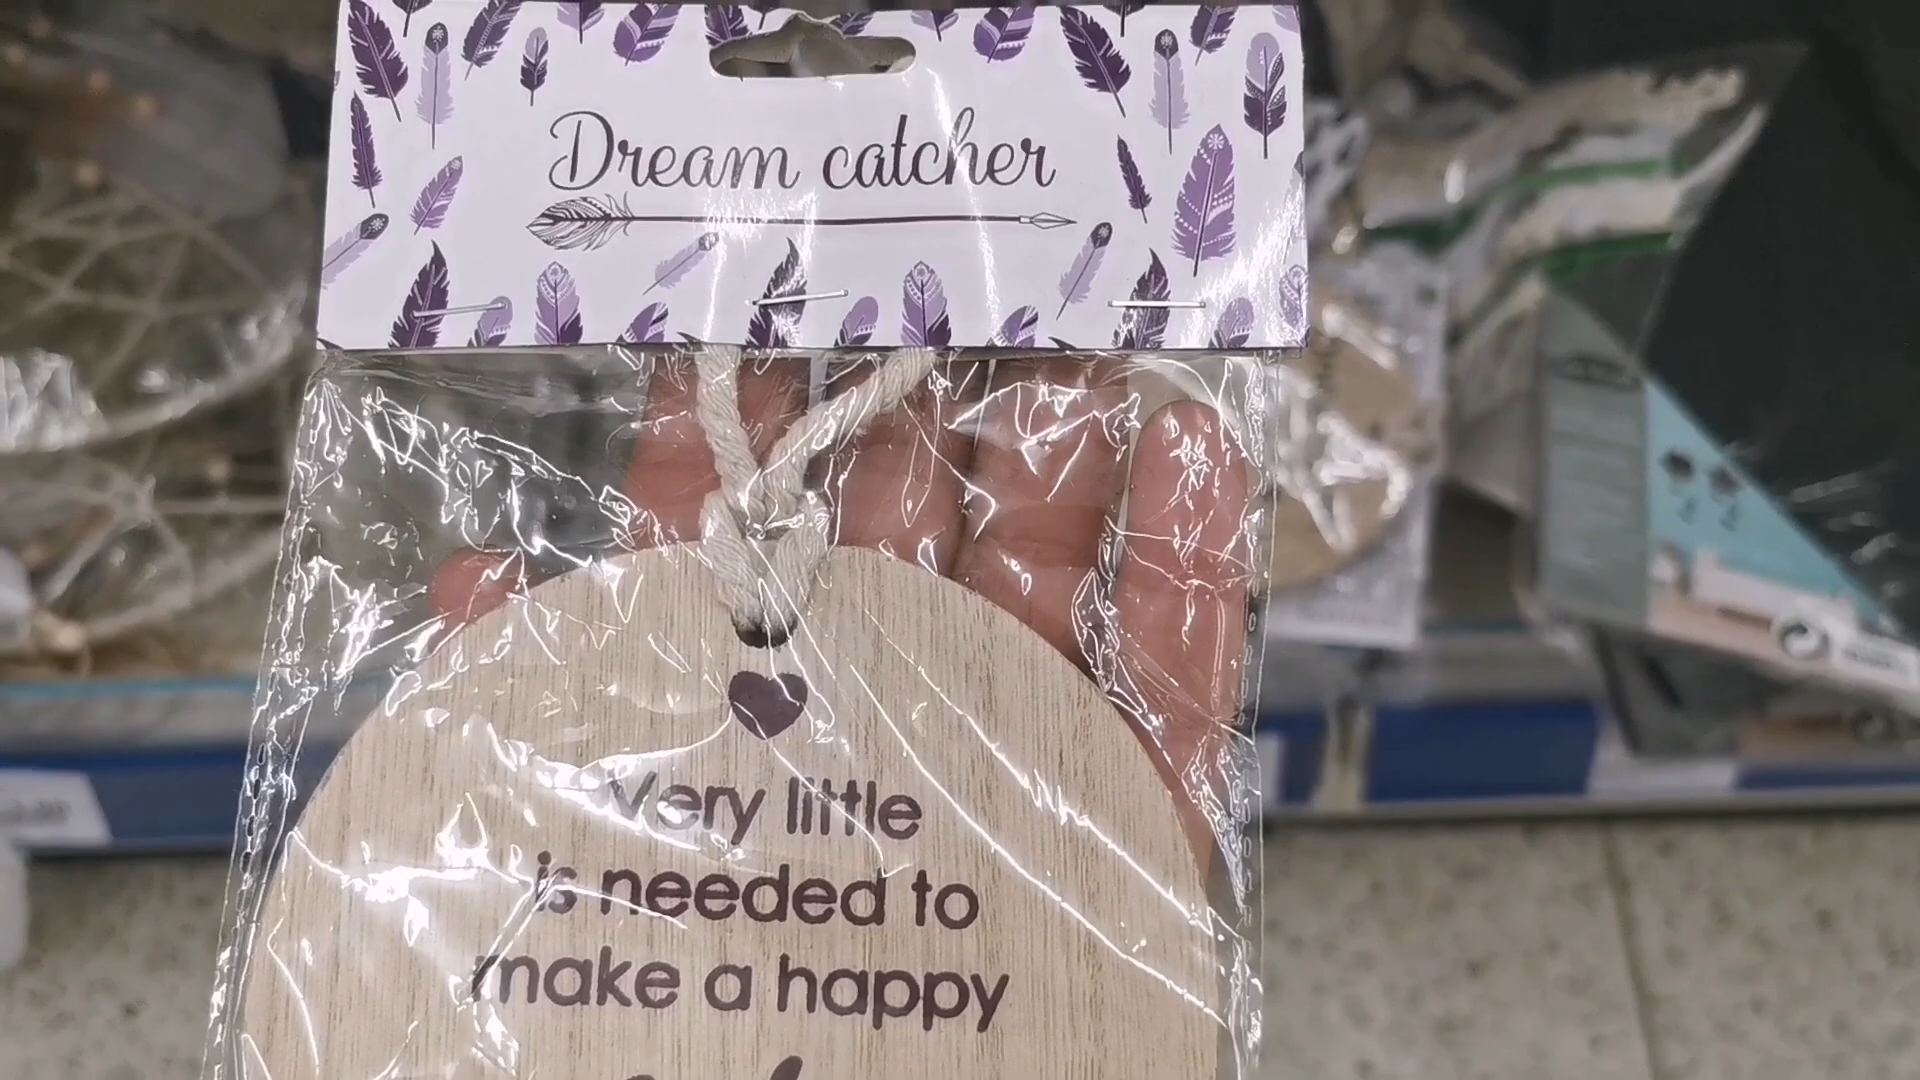 Dream catcher
Very little
is needed to
make a happy